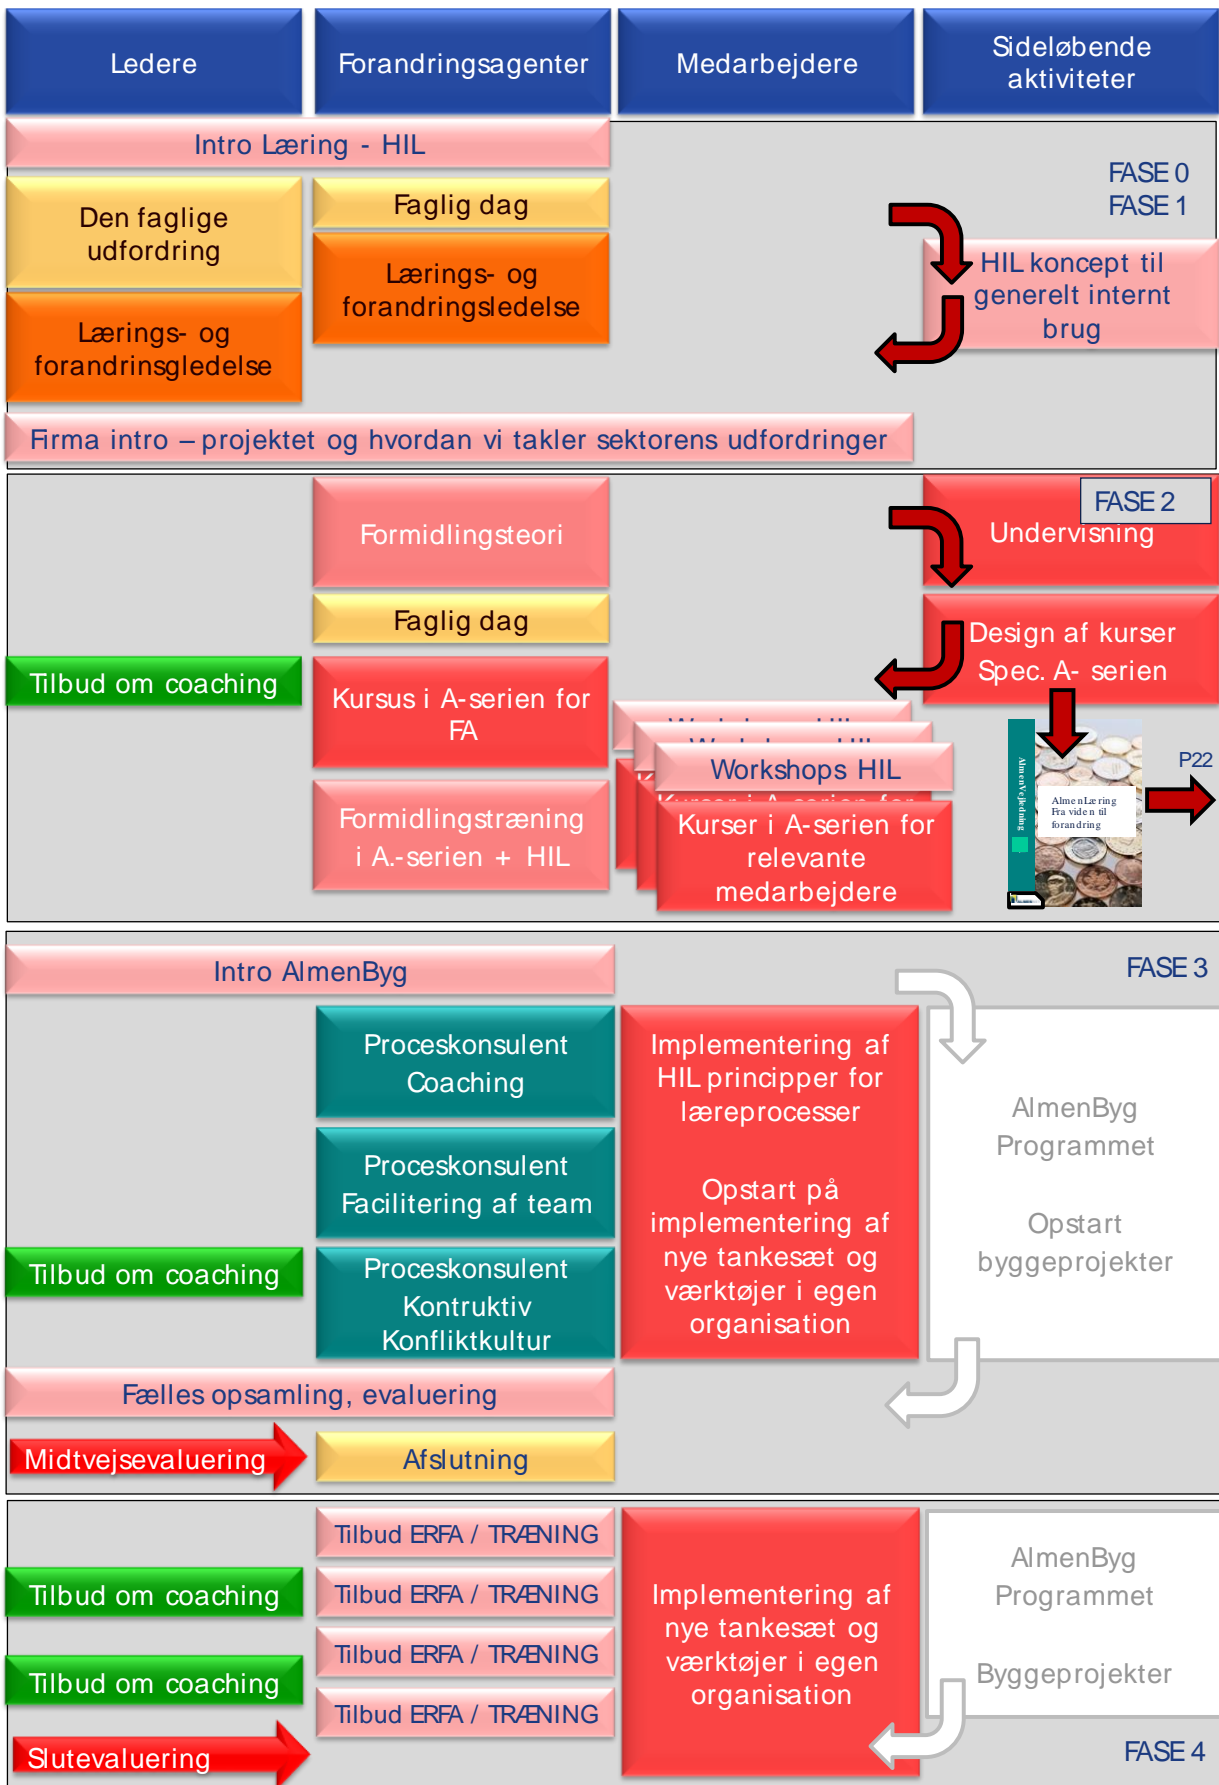 Ledere
Forandringsagenter
Medarbejdere
Sideløbende
aktiviteter
Intro Læring - HIL
FASE 0
FASE 1
Den faglige
udfordring
Faglig dag
Lærings- og
forandringsledelse
HIL koncept til
generelt internt
brug
Lærings- og
forandrinsgledelse
Firma intro – projektet og hvordan vi takler sektorens udfordringer
FASE 2
Formidlingsteori
Undervisning
Faglig dag
Design af kurser
Spec. A- serien
Tilbud om coaching
Kursus i A-serien for
FA
Workshops HIL
Kurser i A-serien for
relevante
medarbejdere
Formidlingstræning
i A.-serien + HIL
AlmenVejledning
AlmenLæring
Fra viden til
forandring
P22
Intro AlmenByg
FASE 3
Proceskonsulent
Coaching
Proceskonsulent
Facilitering af team
Tilbud om coaching
Proceskonsulent
Kontruktiv
Konfliktkultur
Implementering af
HIL principper for
læreprocesser
Opstart på
implementering af
nye tankesæt og
værktøjer i egen
organisation
AlmenByg
Programmet
Opstart
byggeprojekter
Fælles opsamling, evaluering
Midtvejsevaluering
Afslutning
Tilbud ERFA / TRÆNING
Tilbud om coaching
Tilbud ERFA / TRÆNING
Tilbud ERFA / TRÆNING
Tilbud om coaching
Tilbud ERFA / TRÆNING
Slutevaluering
Implementering af
nye tankesæt og
værktøjer i egen
organisation
AlmenByg
Programmet
Byggeprojekter
FASE 4